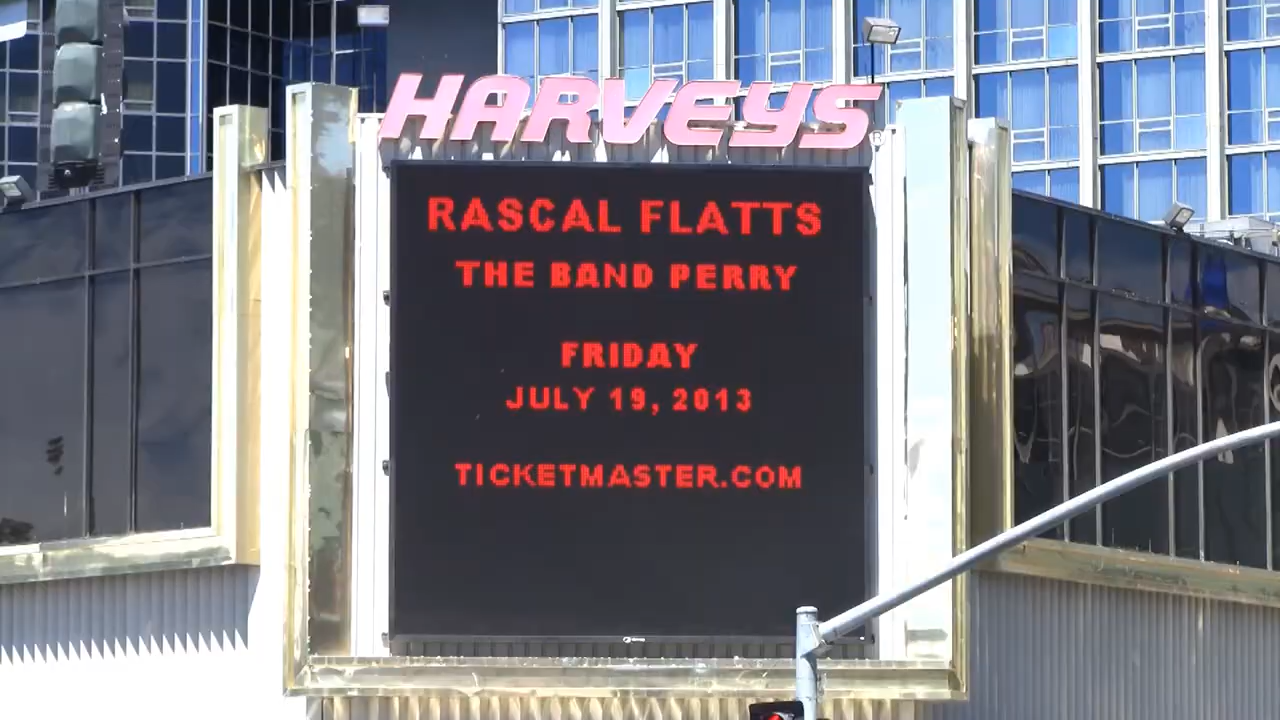 HARVEYS®
RASCAL FLATTS
THE BAND PERRY
FRIDAY
JULY 19, 2013
TICKETMASTER.COM